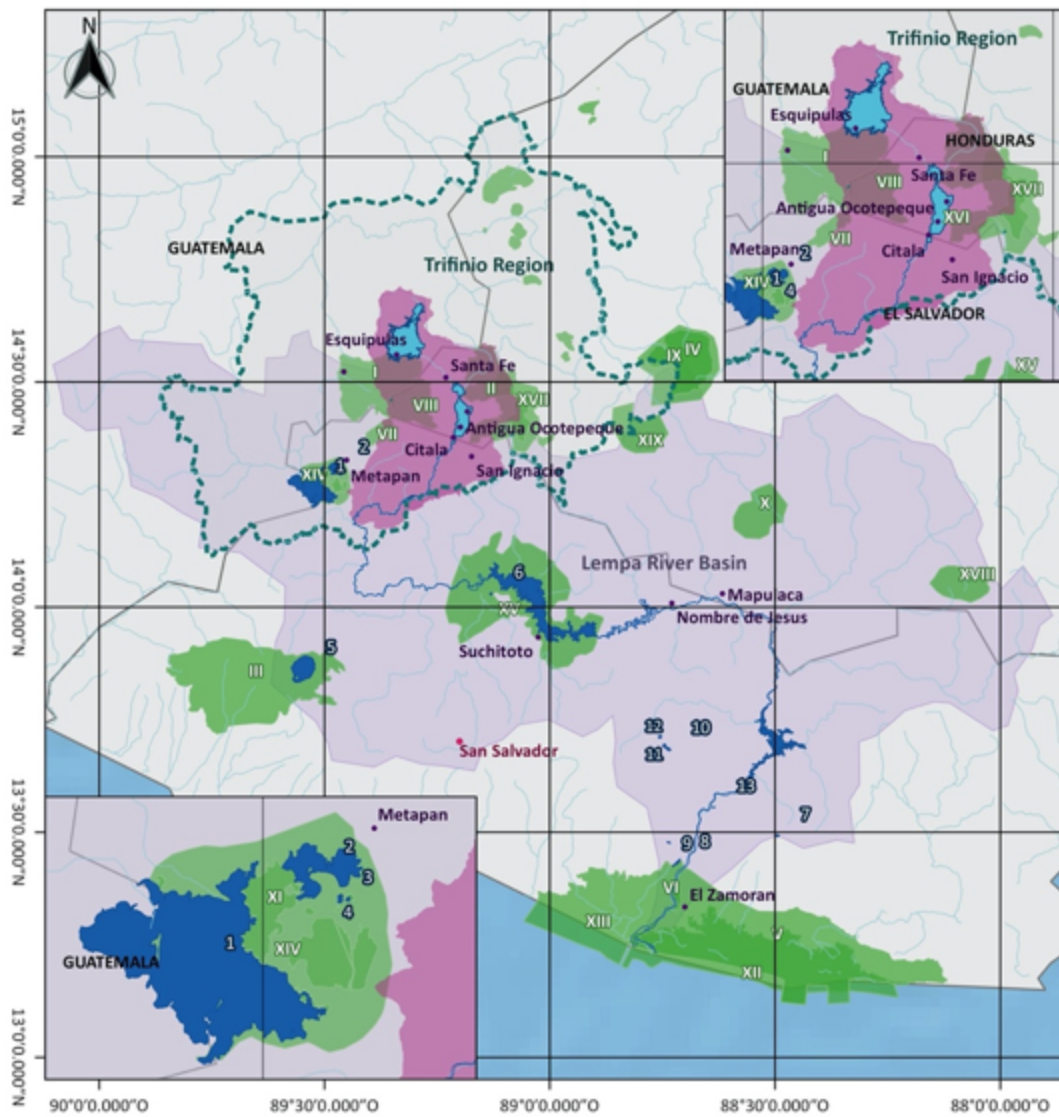 N
Trifinio Region
GUATEMALA
Esquipulas
HONDURAS
I
VIII
Santa Fe
XVII
Antigua Ocotepeque
XVI
VII
Metapan
2
Citala
San Ignacio
XIV
1
4
EL SALVADOR
XV
15°0'0.000"N
GUATEMALA
Trifinio Region
14°30'0.000"N
Esquipulas
Santa Fe
IX
IV
I
II
XVII
VIII
VII
Antigua Ocotepeque
XIX
2
Citala
1
XIV
Metapan
San Ignacio
X
14°0'0.000"N
6
Lempa River Basin
XVIII
Mapulaca
XV
Nombre de Jesus
Suchitoto
5
III
12
10
San Salvador
11
13
13°30'0.000"N
7
9
8
VI
El Zamoran
XIII
V
XII
Metapan
2
3
XI
4
1
XIV
GUATEMALA
13°0'0.000"N
90°0'0.000"O
89°30'0.000"O
89°0'0.000"O
88°30'0.000"O
88°0'0.000"O